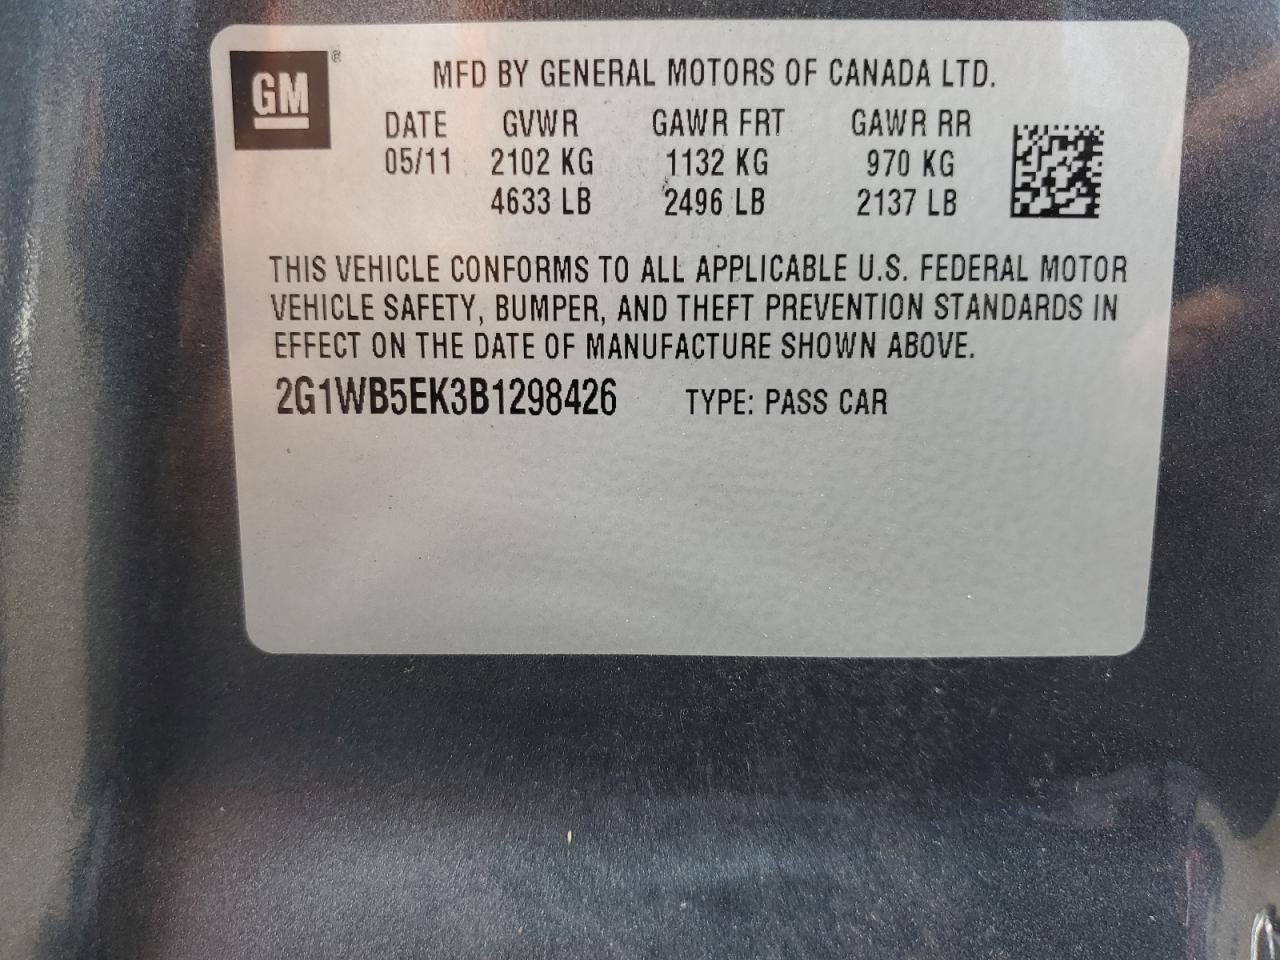 GM ®
MFD BY GENERAL MOTORS OF CANADA LTD.
DATE GVWR GAWR FRT GAWR RR
05/11 2102 KG 1132 KG 970 KG
4633 LB 2496 LB 2137 LB
THIS VEHICLE CONFORMS TO ALL APPLICABLE U.S. FEDERAL MOTOR
VEHICLE SAFETY, BUMPER, AND THEFT PREVENTION STANDARDS IN
EFFECT ON THE DATE OF MANUFACTURE SHOWN ABOVE.
2G1WB5EK3B1298426 TYPE: PASS CAR